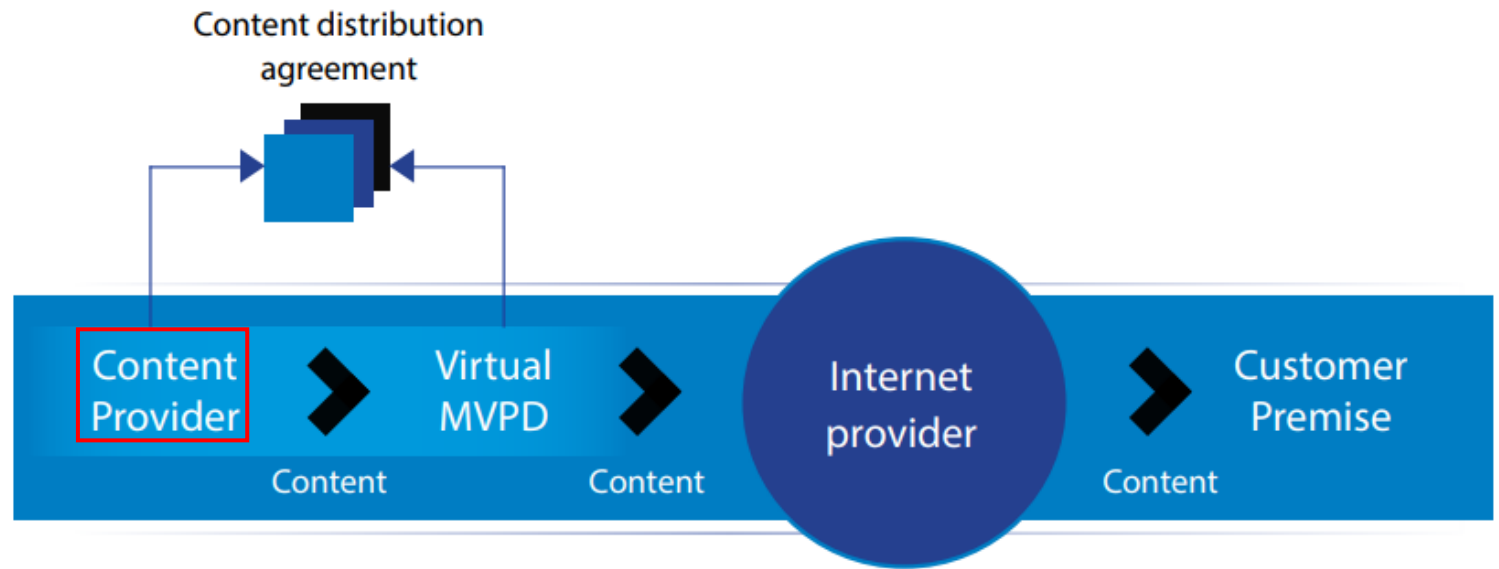 Content distribution
agreement
Content
Provider
Virtual
MVPD
Internet
provider
Customer
Premise
Content
Content
Content